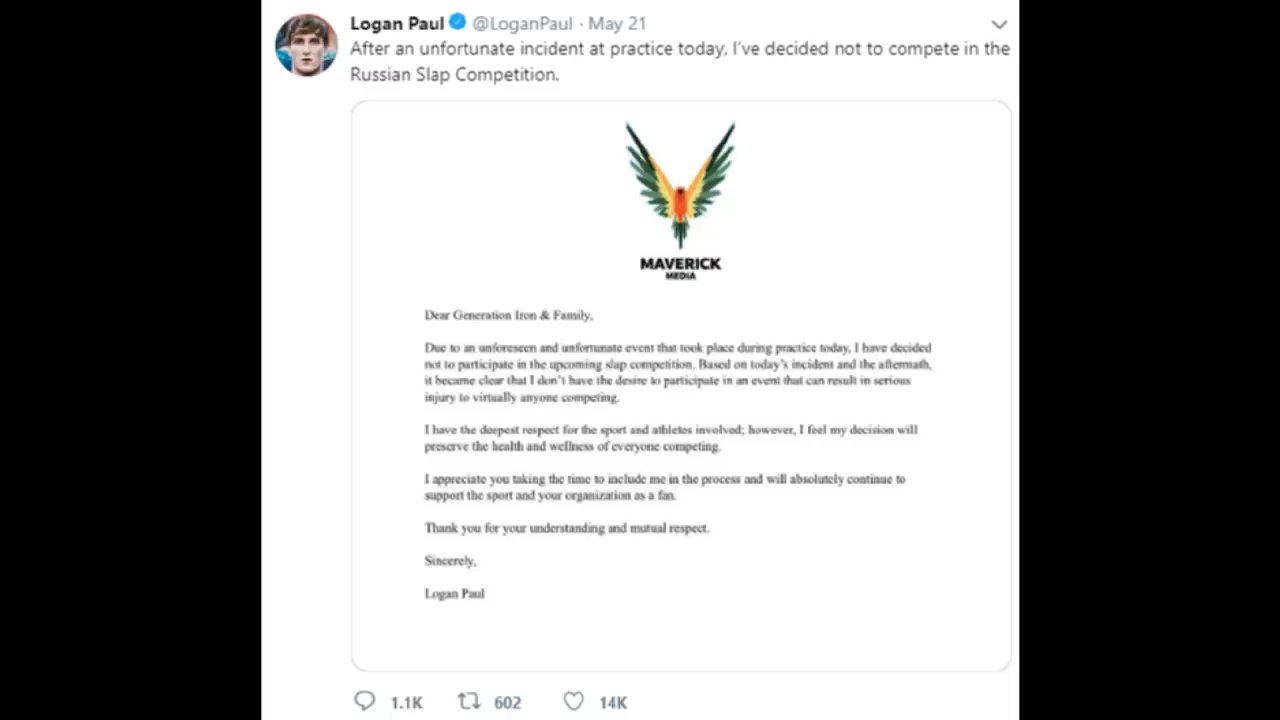 Logan Paul @LoganPaul · May 21
After an unfortunate incident at practice today, I've decided not to compete in the
Russian Slap Competition.
MAVERICK
MEDIA
Dear Generation Iron & Family,
Due to an unforeseen and unfortunate event that took place during practice today, I have decided
not to participate in the upcoming slap competition. Based on today's incident and the aftermath,
it became clear that I don't have the desire to participate in an event that can result in serious
injury to virtually anyone competing.
I have the deepest respect for the sport and athletes involved; however, I feel my decision will
preserve the health and wellness of everyone competing.
I appreciate you taking the time to include me in the process and will absolutely continue to
support the sport and your organization as a fan.
Thank you for your understanding and mutual respect.
Sincerely,
Logan Paul
1.1K 602 14K